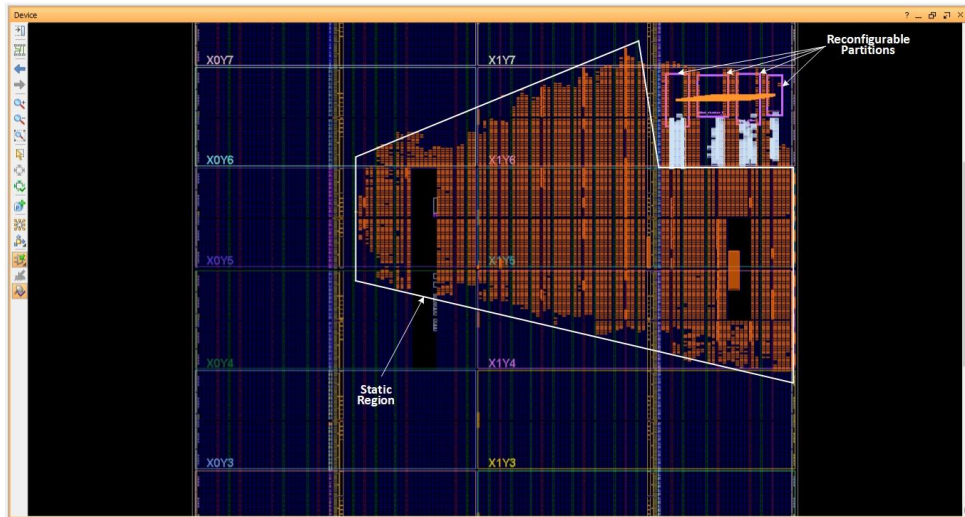 Device
Reconfigurable
Partitions
X0Y7
X1Y7
X0Y6
X1Y6
X0Y5
X1Y5
X0Y4
X1Y4
Static
Region
X0Y3
X1Y3